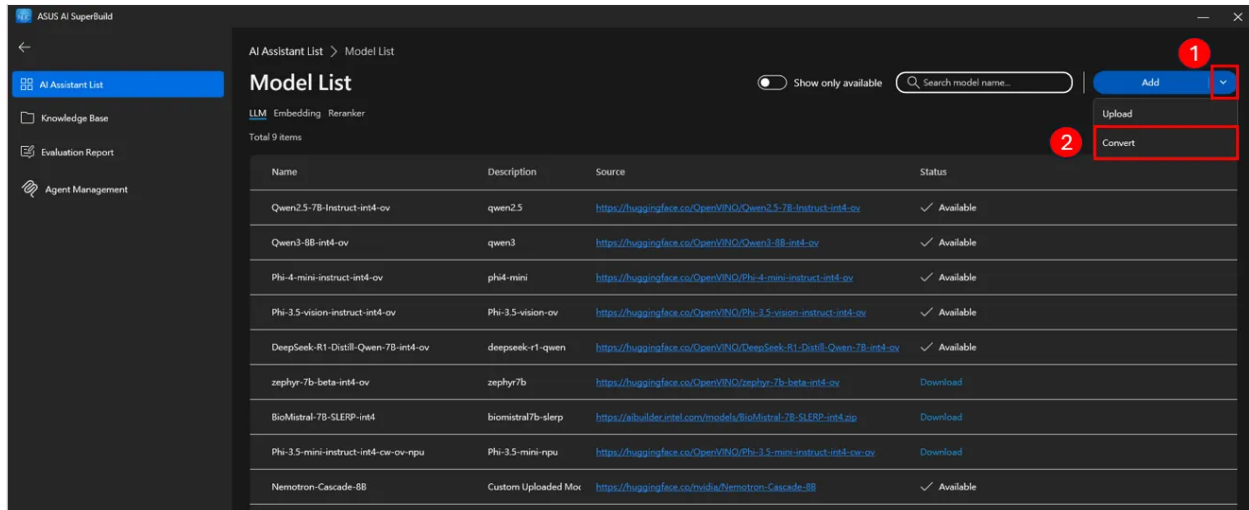 ASUS AI SuperBuild
AI Assistant List > Model List
1
AI Assistant List
Model List
Show only available
Search model name...
Add
Knowledge Base
LLM Embedding Reranker
Upload
Total 9 items
2
Convert
Evaluation Report
Agent Management
Name Description Source Status
Qwen2.5-7B-Instruct-int4-ov qwen2.5 https://huggingface.co/OpenVINO/Qwen2.5-7B-Instruct-int4-ov Available
Qwen3-8B-int4-ov qwen3 https://huggingface.co/OpenVINO/Qwen3-8B-int4-ov Available
Phi-4-mini-instruct-int4-ov phi4-mini https://huggingface.co/OpenVINO/Phi-4-mini-instruct-int4-ov Available
Phi-3.5-vision-instruct-int4-ov Phi-3.5-vision-ov https://huggingface.co/OpenVINO/Phi-3.5-vision-instruct-int4-ov Available
DeepSeek-R1-Distill-Qwen-7B-int4-ov deepseek-r1-qwen https://huggingface.co/OpenVINO/DeepSeek-R1-Distill-Qwen-7B-int4-ov Available
zephyr-7b-beta-int4-ov zephyr7b https://huggingface.co/OpenVINO/zephyr-7b-beta-int4-ov Download
BioMistral-7B-SLERP-int4 biomistral7b-slerp https://aibuilder.intel.com/models/BioMistral-7B-SLERP-int4.zip Download
Phi-3.5-mini-instruct-int4-cw-ov-npu Phi-3.5-mini-npu https://huggingface.co/OpenVINO/Phi-3.5-mini-instruct-int4-cw-ov Download
Nemotron-Cascade-8B Custom Uploaded Moc https://huggingface.co/nvidia/Nemotron-Cascade-8B Available